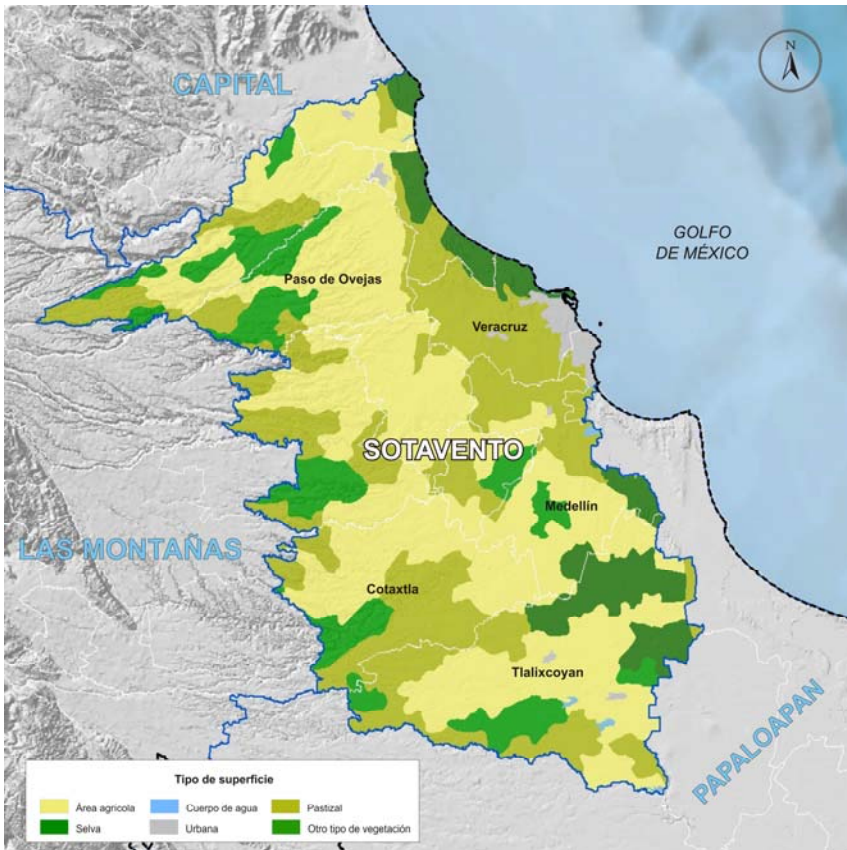 N
CAPITAL
GOLFO
DE MÉXICO
Paso de Ovejas
Veracruz
SOTAVENTO
Medellín
LAS MONTAÑAS
Cotaxtla
Tlalixcoyan
PAPALOAPAN
Tipo de superficie
Área agrícola
Cuerpo de agua
Pastizal
Selva
Urbana
Otro tipo de vegetación